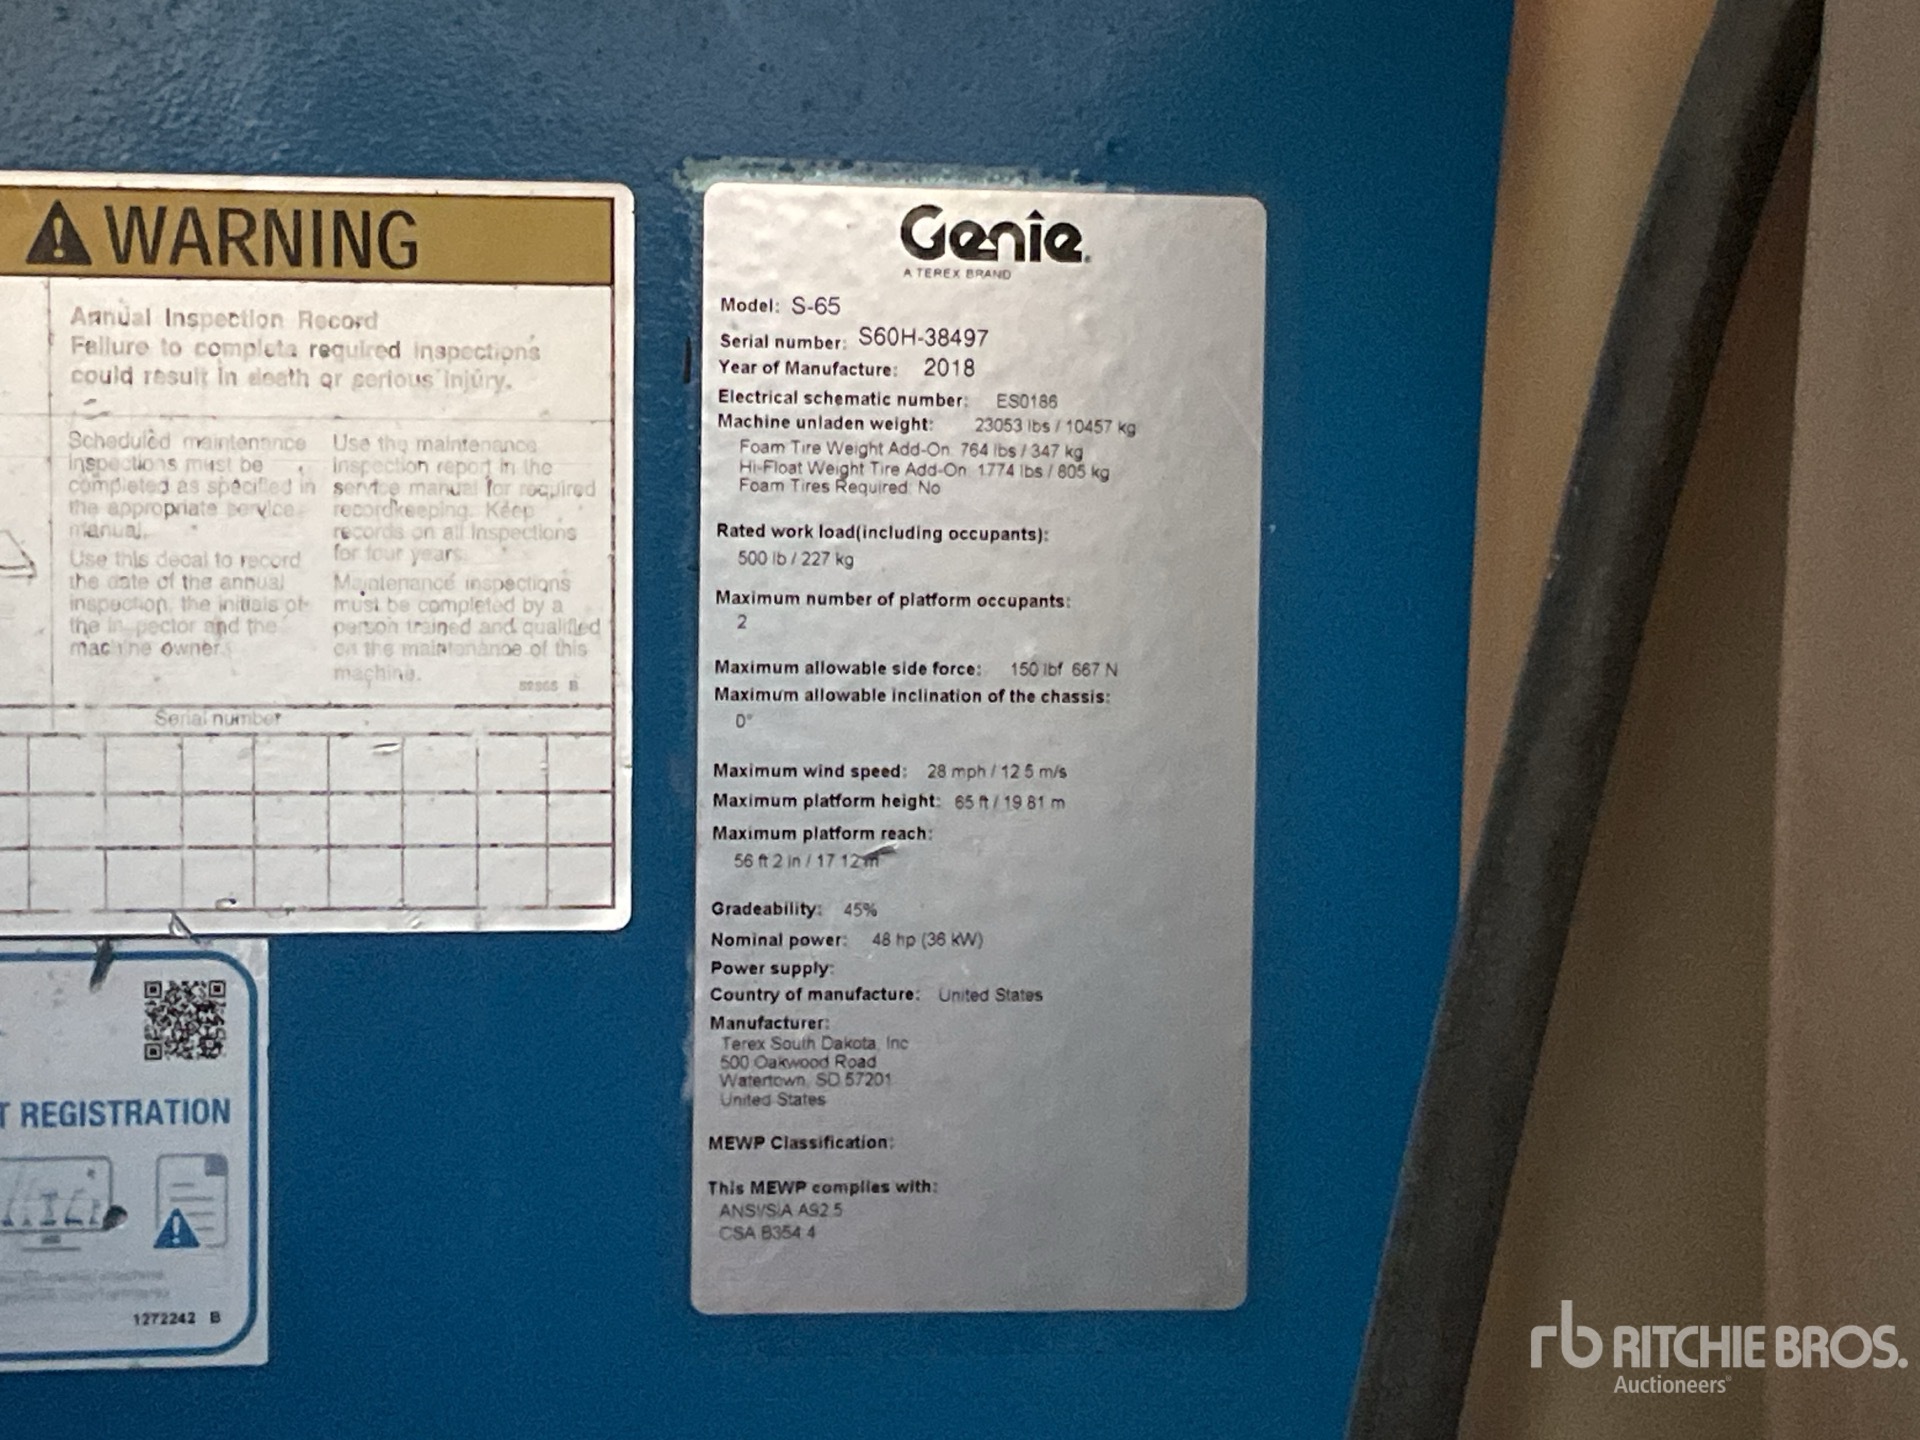 WARNING
Annual Inspection Record
Failure to complete required inspections
could result in death or serious injury.
Scheduled maintenance
inspections must be
completed as specified in
the appropriate service
manual.
Use this decal to record
the date of the annual
inspection, the initials of
the inspector and the
machine owner.
Use the maintenance
inspection report in the
service manual for required
recordkeeping. Keep
records on all inspections
for four years.
Maintenance inspections
must be completed by a
person trained and qualified
on the maintenance of this
machine.
Serial number
T REGISTRATION
1272242 B
Genie
A TEREX BRAND
Model: S-65
Serial number: S60H-38497
Year of Manufacture: 2018
Electrical schematic number: ES0186
Machine unladen weight: 23053 lbs / 10457 kg
Foam Tire Weight Add-On: 764 lbs / 347 kg
Hi-Float Weight Tire Add-On: 1774 lbs / 805 kg
Foam Tires Required: No
Rated work load(including occupants):
500 lb / 227 kg
Maximum number of platform occupants:
2
Maximum allowable side force: 150 lbf 667 N
Maximum allowable inclination of the chassis:
0°
Maximum wind speed: 28 mph / 12.5 m/s
Maximum platform height: 65 ft / 19.81 m
Maximum platform reach:
56 ft 2 in / 17.12 m
Gradeability: 45%
Nominal power: 48 hp (36 kW)
Power supply:
Country of manufacture: United States
Manufacturer:
Terex South Dakota, Inc
500 Oakwood Road
Watertown, SD 57201
United States
MEWP Classification:
This MEWP complies with:
ANSI/SIA A92.5
CSA B354.4
rb RITCHIE BROS.
Auctioneers